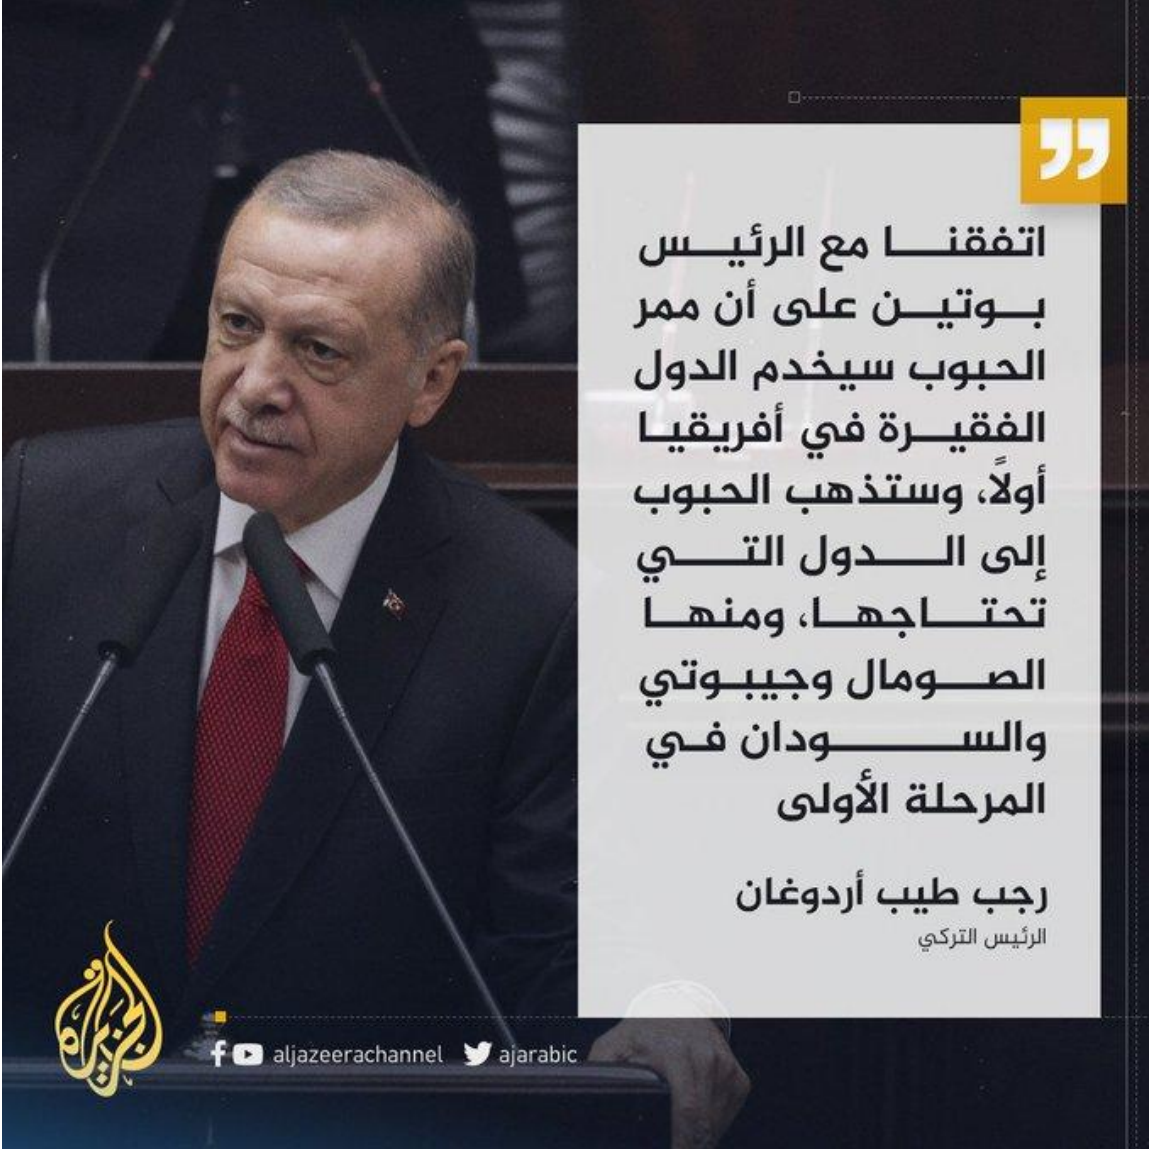 اتفقنا مع الرئيس
بوتين على أن ممر
الحبوب سيخدم الدول
الفقيرة في أفريقيا
أولاً، وستذهب الحبوب
إلى الدول التي
تحتاجها، ومنها
الصومال وجيبوتي
والسودان في
المرحلة الأولى
رجب طيب أردوغان
الرئيس التركي
الجزيرة
aljazeerachannel ajarabic